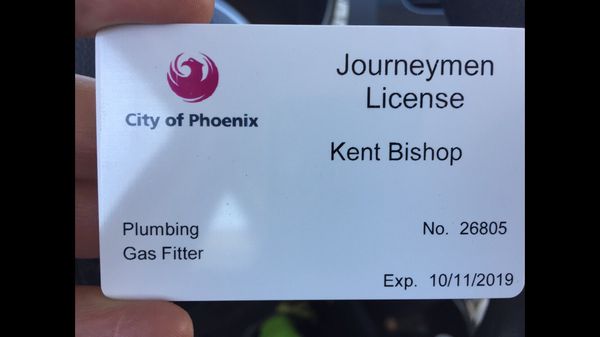 Journeymen
License
City of Phoenix
Kent Bishop
Plumbing
No. 26805
Gas Fitter
Exp. 10/11/2019